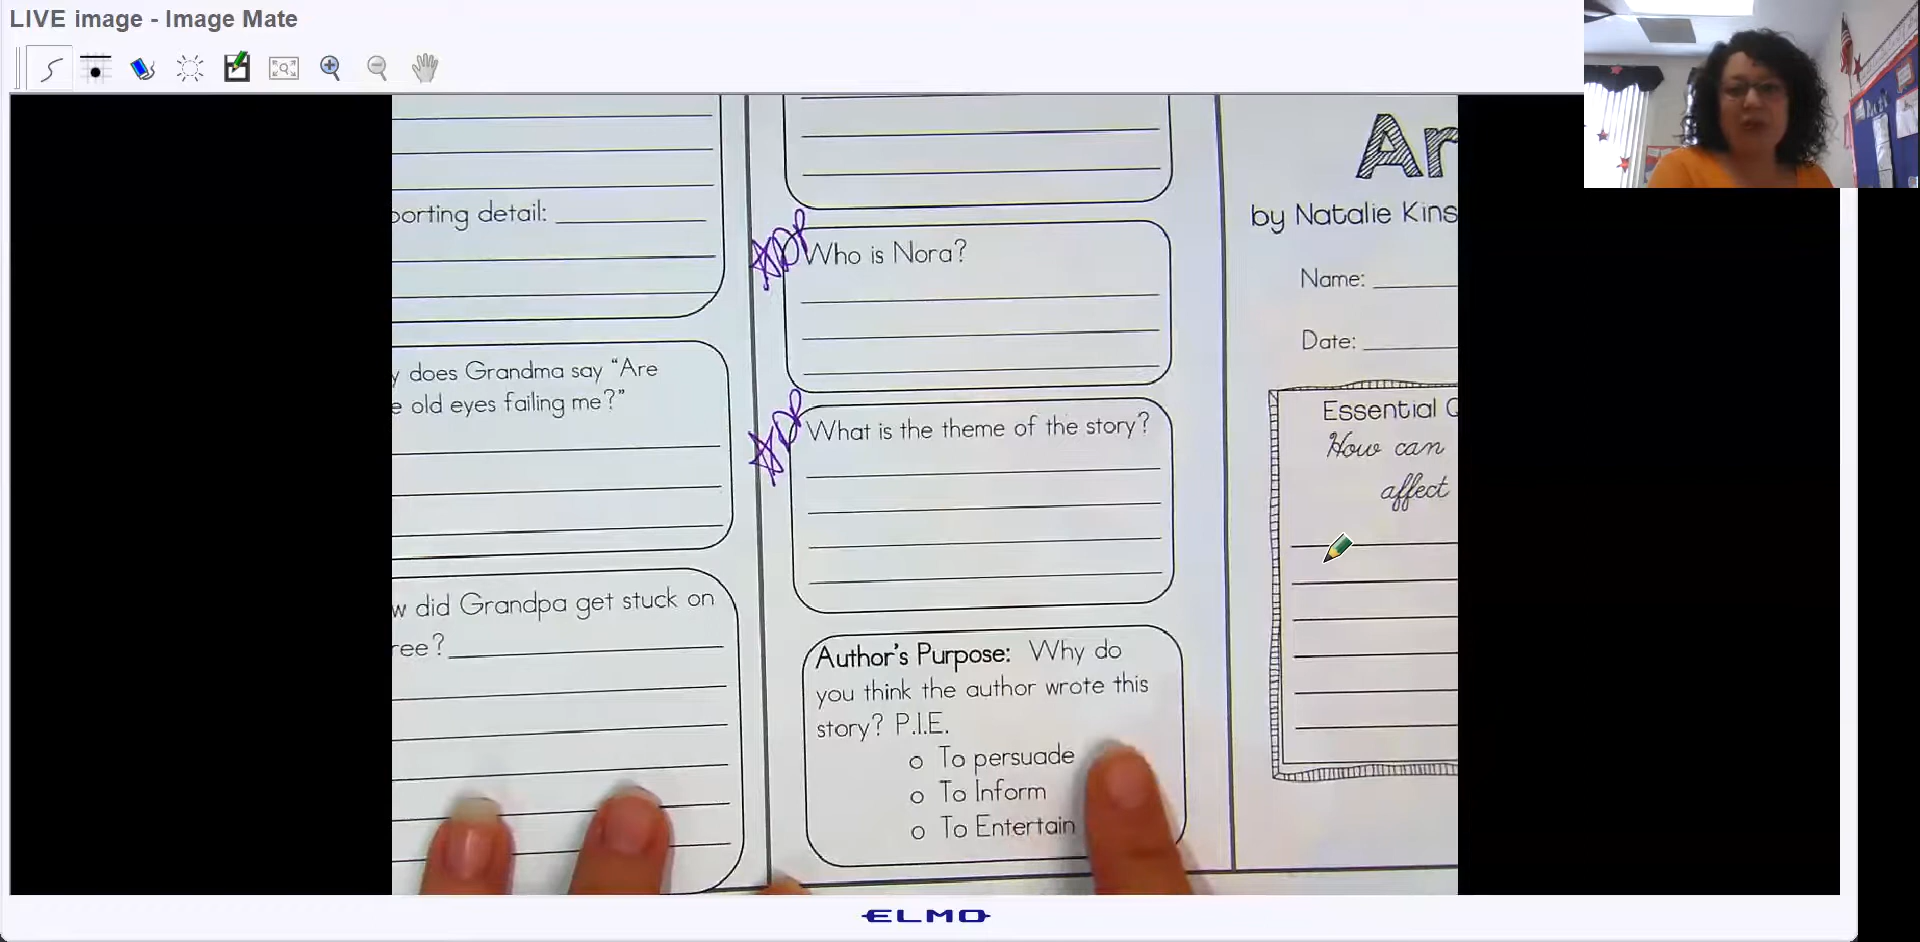 LIVE image - Image Mate
porting detail:
y does Grandma say “Are
e old eyes failing me?”
w did Grandpa get stuck on
ree?
☆DR
Who is Nora?
☆DR
What is the theme of the story?
Author's Purpose: Why do
you think the author wrote this
story? P.I.E.
o To persuade
o To Inform
o To Entertain
Ar
by Natalie Kins
Name:
Date:
Essential Q
How can
affect
ELMO